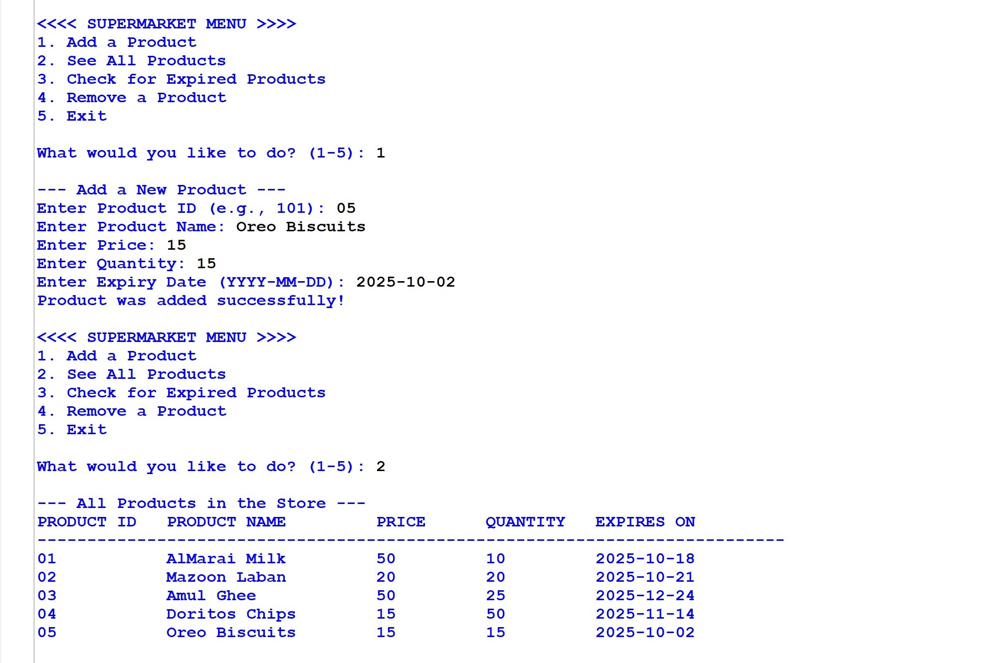 <<<< SUPERMARKET MENU >>>>
1. Add a Product
2. See All Products
3. Check for Expired Products
4. Remove a Product
5. Exit
What would you like to do? (1-5): 1
--- Add a New Product ---
Enter Product ID (e.g., 101): 05
Enter Product Name: Oreo Biscuits
Enter Price: 15
Enter Quantity: 15
Enter Expiry Date (YYYY-MM-DD): 2025-10-02
Product was added successfully!
<<<< SUPERMARKET MENU >>>>
1. Add a Product
2. See All Products
3. Check for Expired Products
4. Remove a Product
5. Exit
What would you like to do? (1-5): 2
--- All Products in the Store ---
PRODUCT ID   PRODUCT NAME         PRICE      QUANTITY   EXPIRES ON
---------------------------------------------------------------------------
01           AlMarai Milk         50         10         2025-10-18
02           Mazoon Laban         20         20         2025-10-21
03           Amul Ghee            50         25         2025-12-24
04           Doritos Chips        15         50         2025-11-14
05           Oreo Biscuits        15         15         2025-10-02